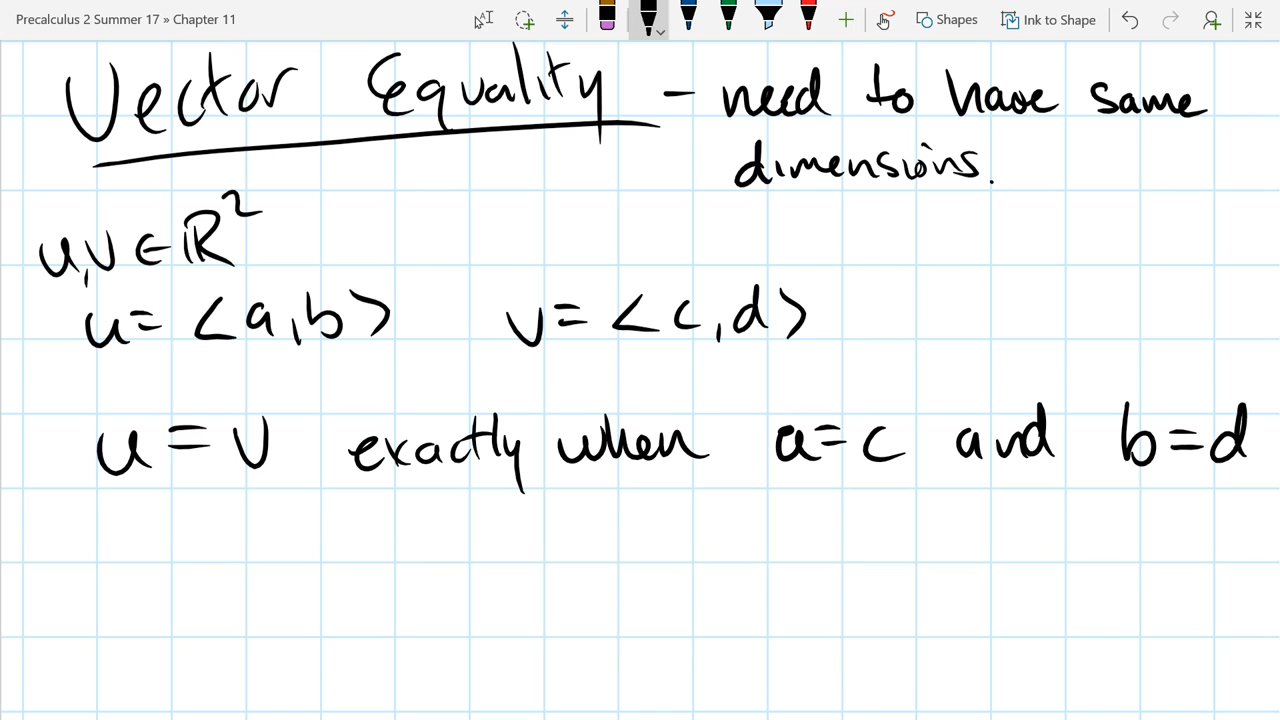 Precalculus 2 Summer 17 » Chapter 11
Shapes
Ink to Shape
Vector Equality - need to have same
dimensions.
u,v ∈ ℝ²
u = <a,b> v = <c,d>
u = v exactly when a=c and b=d